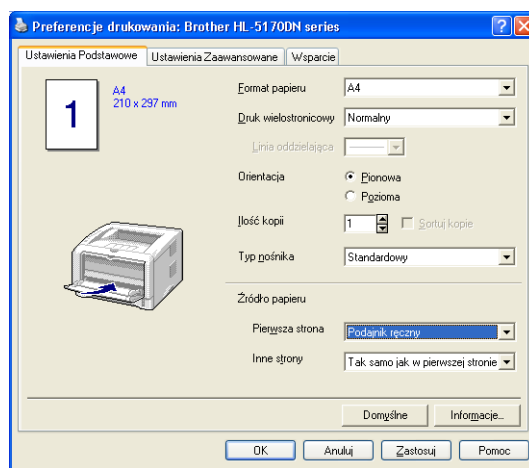 Preferencje drukowania: Brother HL-5170DN series
Ustawienia Podstawowe
Ustawienia Zaawansowane
Wsparcie
1
A4
210 x 297 mm
Format papieru
A4
Druk wielostronicowy
Normalny
Linia oddzielająca
Orientacja
Pionowa
Pozioma
Ilość kopii
1
Sortuj kopie
Typ nośnika
Standardowy
Źródło papieru
Pierwsza strona
Podajnik ręczny
Inne strony
Tak samo jak w pierwszej stronie
Domyślne
Informacje...
OK
Anuluj
Zastosuj
Pomoc